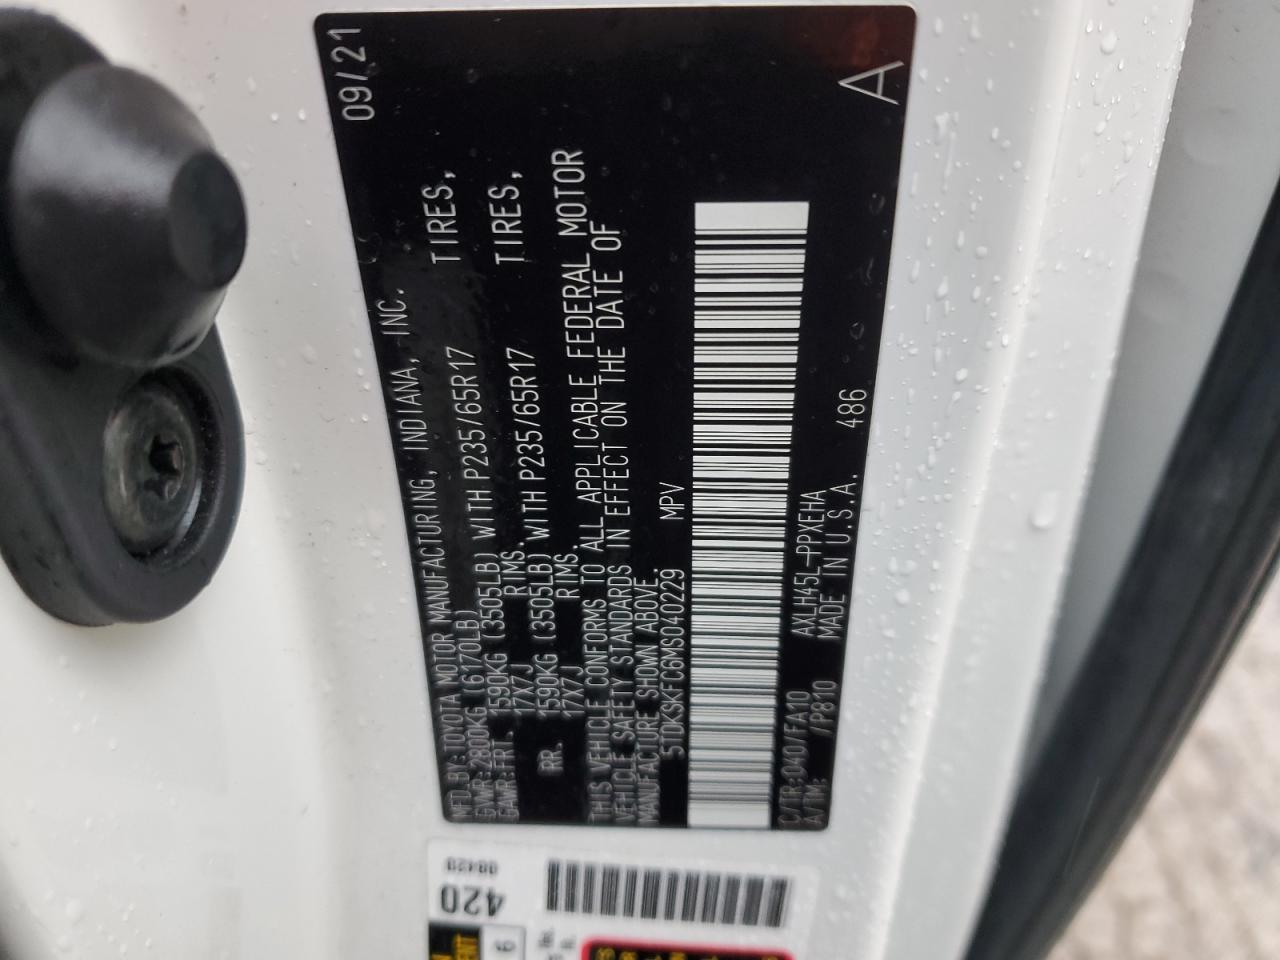 09/21
MFD. BY: TOYOTA MOTOR MANUFACTURING, INDIANA, INC.
GVWR: 2800KG (6170LB)
GAWR: FRT. 1590KG (3505LB) WITH P235/65R17 TIRES,
17X7J RIMS.
RR. 1590KG (3505LB) WITH P235/65R17 TIRES,
17X7J RIMS.
THIS VEHICLE CONFORMS TO ALL APPLICABLE FEDERAL MOTOR
VEHICLE SAFETY STANDARDS IN EFFECT ON THE DATE OF
MANUFACTURE SHOWN ABOVE.
5TDKSKFC6MS040229 MPV
C/TR: 040/FA10 AXLH45L-PPXEHA
A/TM: /P810 MADE IN U.S.A. 486
A
420
08420